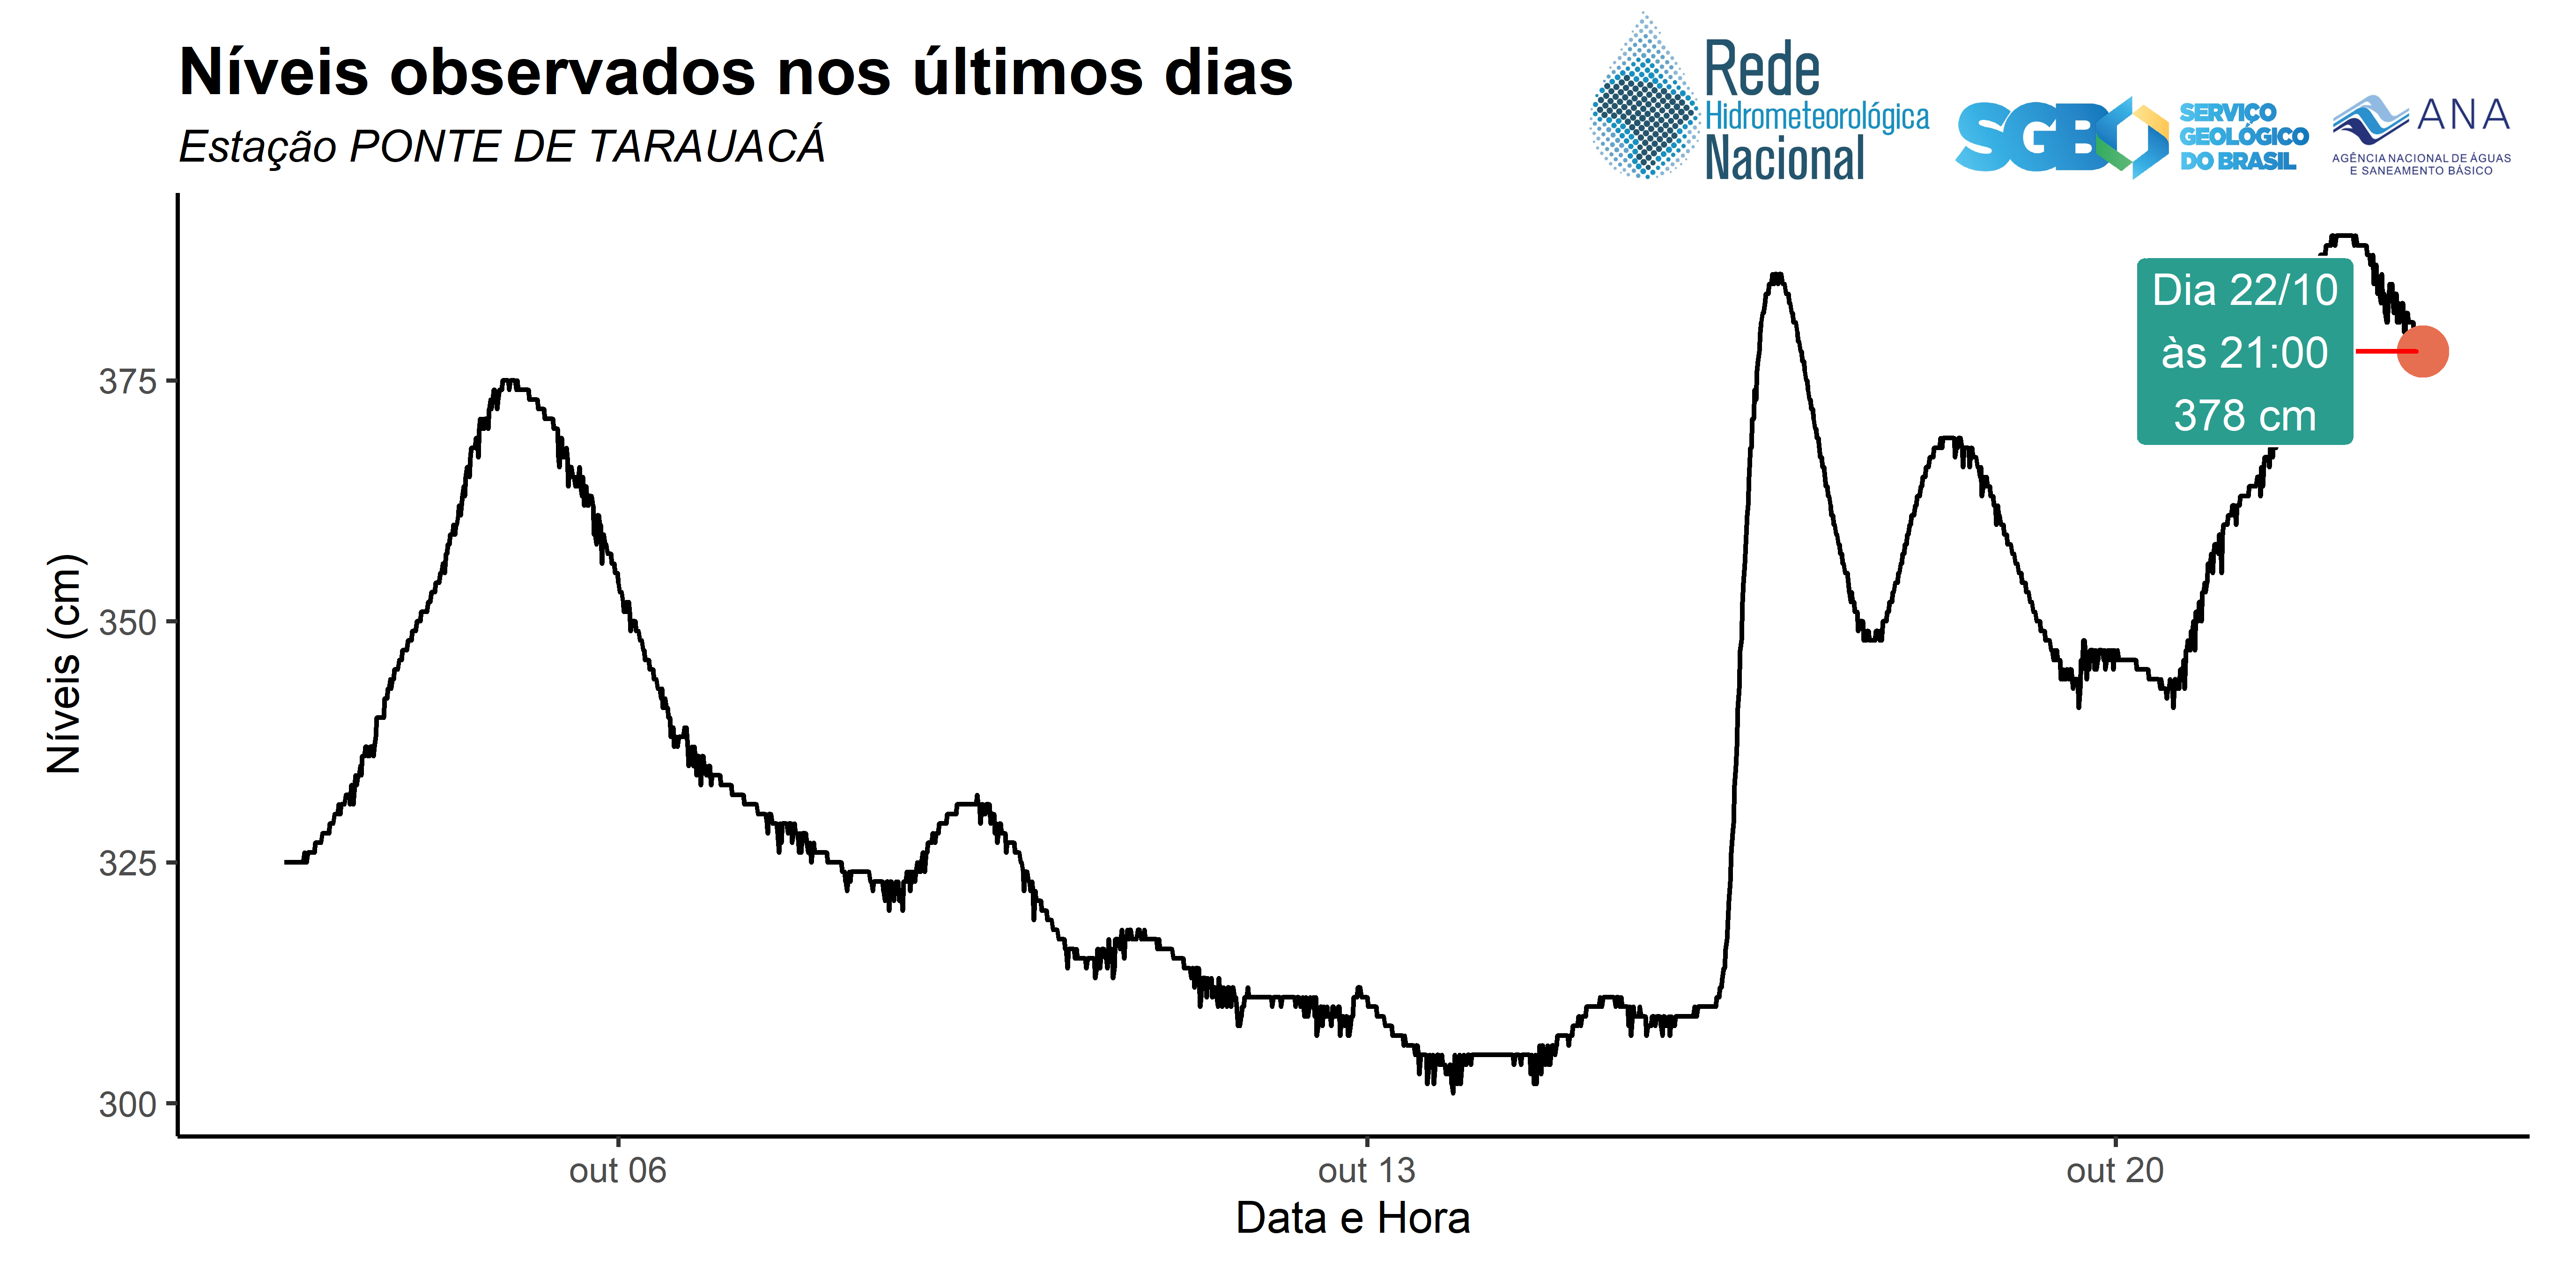 Níveis observados nos últimos dias
Estação PONTE DE TARAUACÁ
Rede
Hidrometeorológica
Nacional
SGB
SERVIÇO
GEOLÓGICO
DO BRASIL
ANA
AGÊNCIA NACIONAL DE ÁGUAS
E SANEAMENTO BÁSICO
Dia 22/10
às 21:00
378 cm
Níveis (cm)
375
350
325
300
out 06
out 13
out 20
Data e Hora